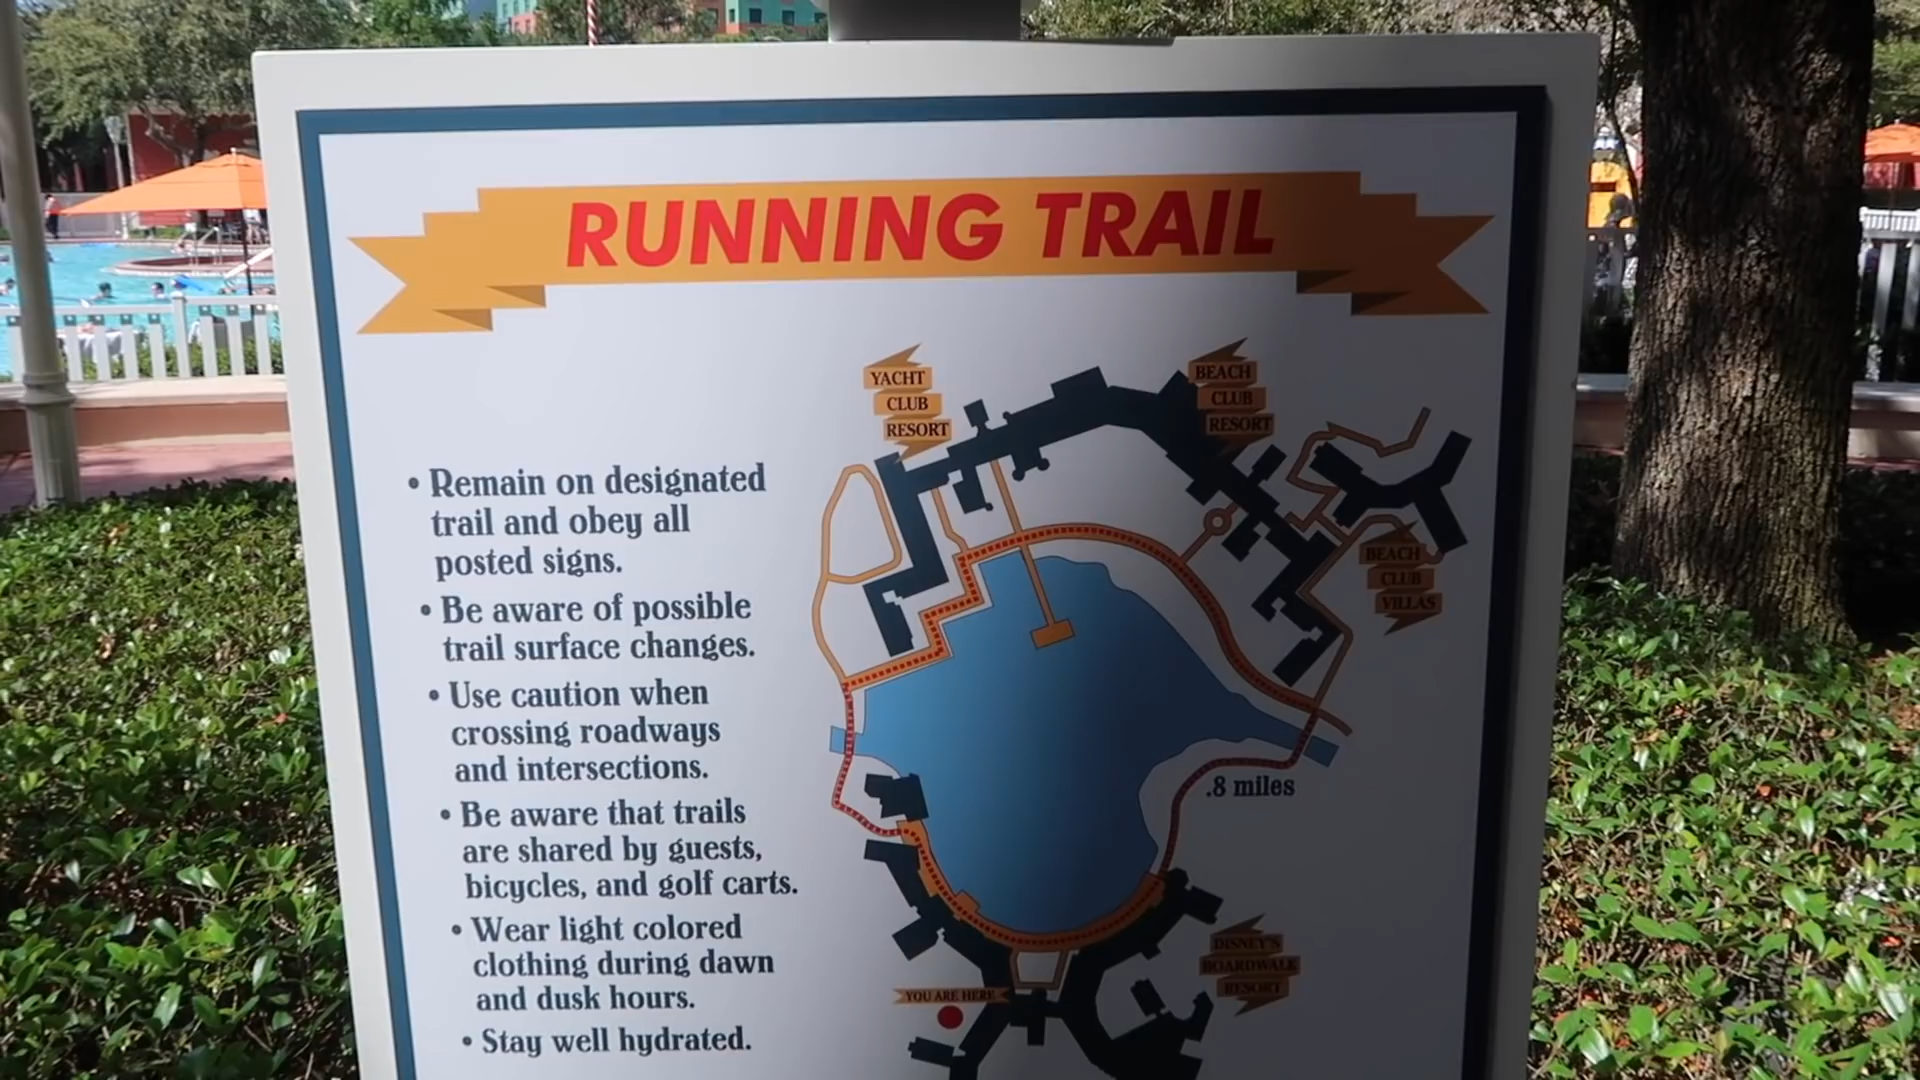 RUNNING TRAIL
YACHT
CLUB
RESORT
BEACH
CLUB
RESORT
• Remain on designated
trail and obey all
posted signs.
• Be aware of possible
trail surface changes.
• Use caution when
crossing roadways
and intersections.
• Be aware that trails
are shared by guests,
bicycles, and golf carts.
• Wear light colored
clothing during dawn
and dusk hours.
• Stay well hydrated.
BEACH
CLUB
VILLAS
.8 miles
DISNEY'S
BOARDWALK
RESORT
YOU ARE HERE